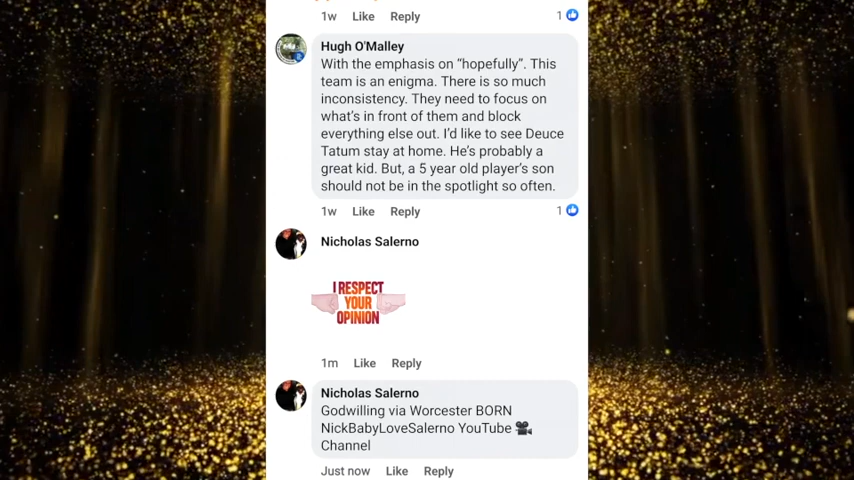 1w Like Reply 1
Hugh O'Malley
With the emphasis on “hopefully”. This
team is an enigma. There is so much
inconsistency. They need to focus on
what's in front of them and block
everything else out. I'd like to see Deuce
Tatum stay at home. He's probably a
great kid. But, a 5 year old player's son
should not be in the spotlight so often.
1w Like Reply 1
Nicholas Salerno
I RESPECT
YOUR
OPINION
1m Like Reply
Nicholas Salerno
Godwilling via Worcester BORN
NickBabyLoveSalerno YouTube 🎥
Channel
Just now Like Reply